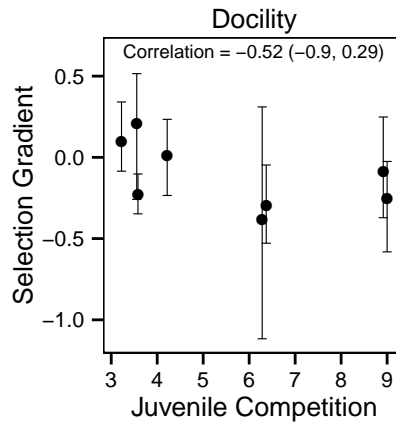 Docility
Correlation = −0.52 (−0.9, 0.29)
Selection Gradient
0.5
0.0
−0.5
−1.0
3 4 5 6 7 8 9
Juvenile Competition